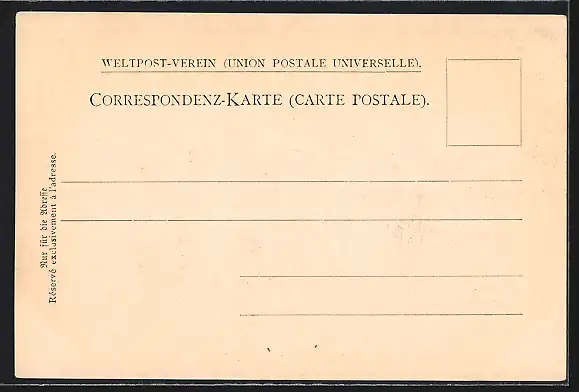 WELTPOST-VEREIN (UNION POSTALE UNIVERSELLE).
CORRESPONDENZ-KARTE (CARTE POSTALE).
Nur für die Adresse
Réservé exclusivement à l'adresse.